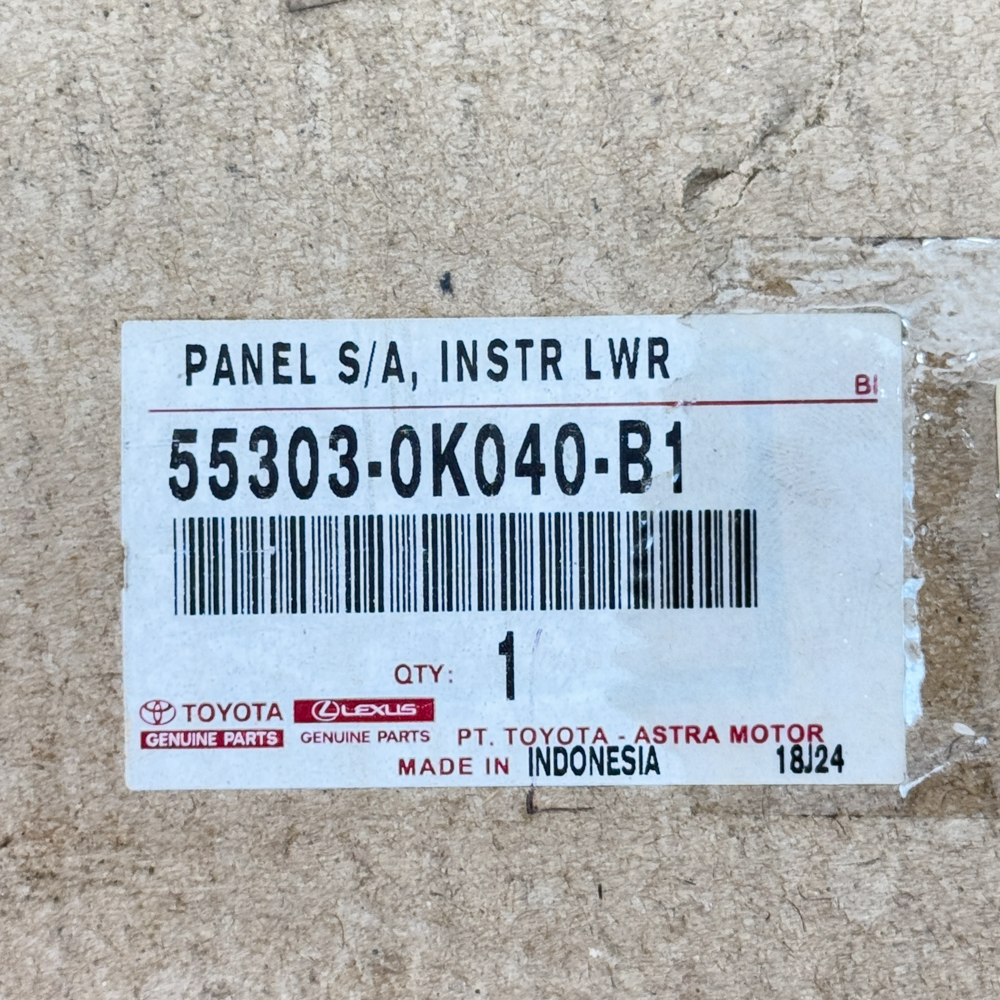 PANEL S/A, INSTR LWR
BI
55303-0K040-B1
QTY: 1
TOYOTA LEXUS
GENUINE PARTS GENUINE PARTS
PT. TOYOTA - ASTRA MOTOR
MADE IN INDONESIA 18J24